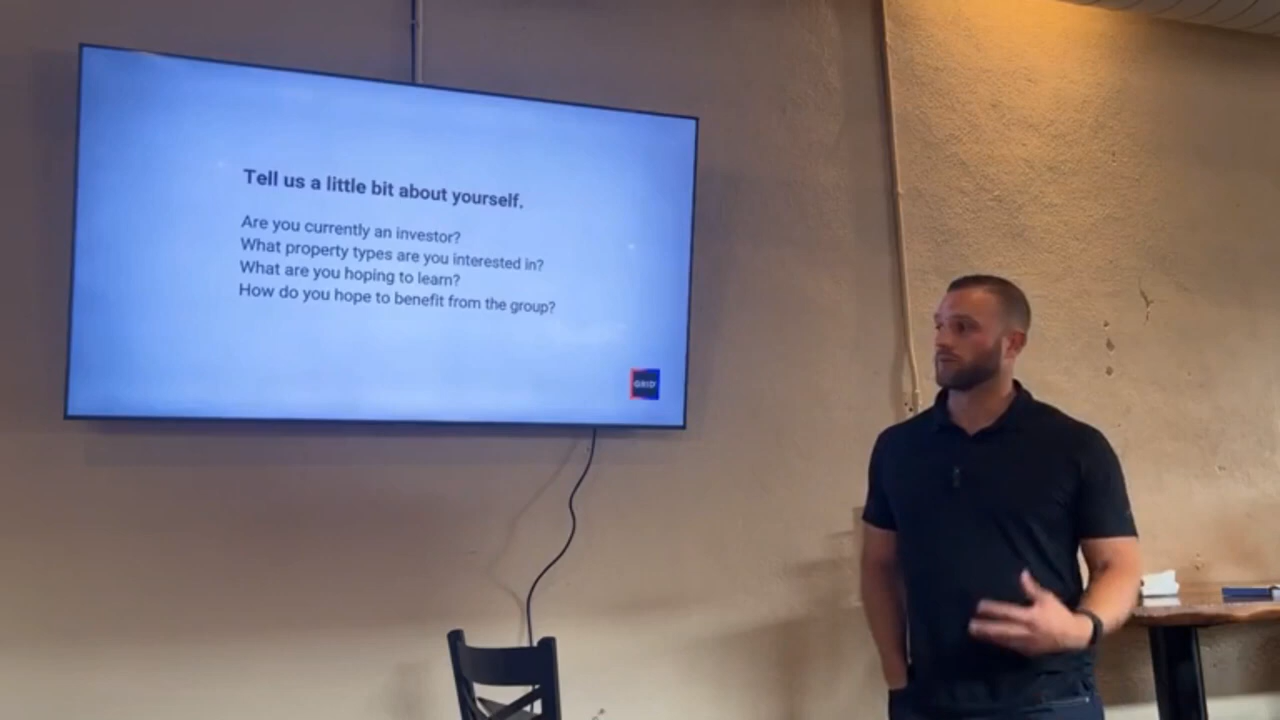 Tell us a little bit about yourself.
Are you currently an investor?
What property types are you interested in?
What are you hoping to learn?
How do you hope to benefit from the group?
GRID